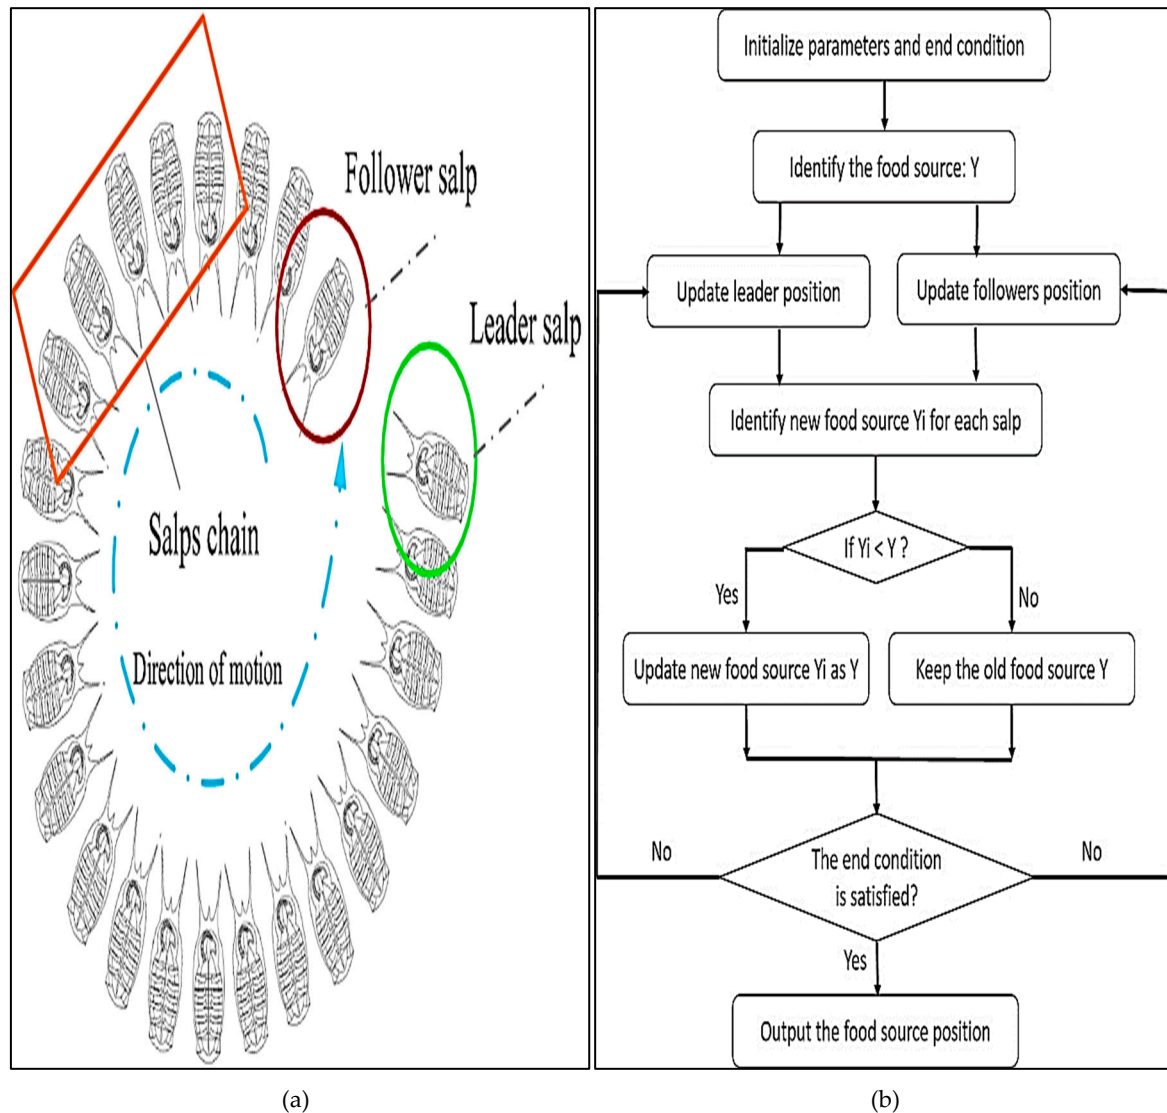 Follower salp
Leader salp
Salps chain
Direction of motion
(a)
Initialize parameters and end condition
Identify the food source: Y
Update leader position
Update followers position
Identify new food source Yi for each salp
If Yi < Y ?
Yes
No
Update new food source Yi as Y
Keep the old food source Y
No
The end condition
is satisfied?
No
Yes
Output the food source position
(b)